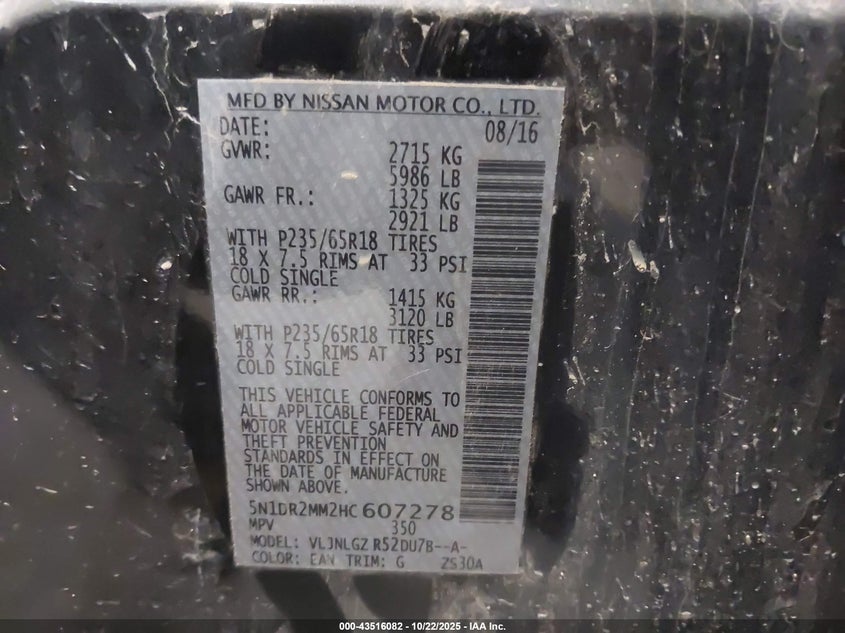 MFD BY NISSAN MOTOR CO., LTD.
DATE: 08/16
GVWR: 2715 KG
5986 LB
GAWR FR.: 1325 KG
2921 LB
WITH P235/65R18 TIRES
18 X 7.5 RIMS AT 33 PSI
COLD SINGLE
GAWR RR.: 1415 KG
3120 LB
WITH P235/65R18 TIRES
18 X 7.5 RIMS AT 33 PSI
COLD SINGLE
THIS VEHICLE CONFORMS TO
ALL APPLICABLE FEDERAL
MOTOR VEHICLE SAFETY AND
THEFT PREVENTION
STANDARDS IN EFFECT ON
THE DATE OF MANUFACTURE
SHOWN ABOVE.
5N1DR2MM2HC607278
MPV 350
MODEL: VL3NLGZ R52DU7B--A-
COLOR: EAN TRIM: G ZS30A
000-43516082 - 10/22/2025 - IAA Inc.